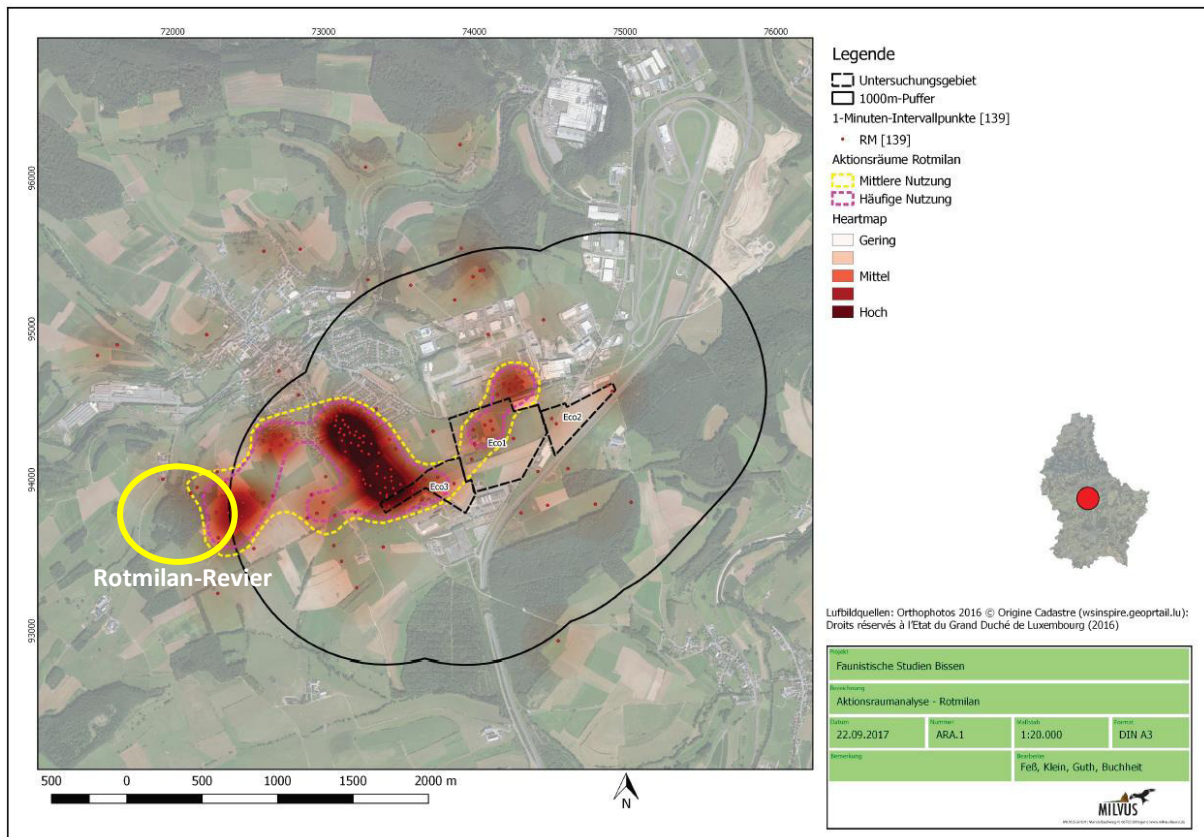 72000 73000 74000 75000 76000
96000
95000
94000
93000
Eco2
Eco1
Eco3
Rotmilan-Revier
500 0 500 1000 1500 2000 m
N
Legende
Untersuchungsgebiet
1000m-Puffer
1-Minuten-Intervallpunkte [139]
RM [139]
Aktionsräume Rotmilan
Mittlere Nutzung
Häufige Nutzung
Heartmap
Gering
Mittel
Hoch
Lufbildquellen: Orthophotos 2016 © Origine Cadastre (wsinspire.geoprtail.lu):
Droits réservés à l'Etat du Grand Duché de Luxembourg (2016)
Projekt
Faunistische Studien Bissen
Bezeichnung
Aktionsraumanalyse - Rotmilan
Datum Nummer Maßstab Format
22.09.2017 ARA.1 1:20.000 DIN A3
Bemerkung Bearbeiter
Feß, Klein, Guth, Buchheit
MILVUS